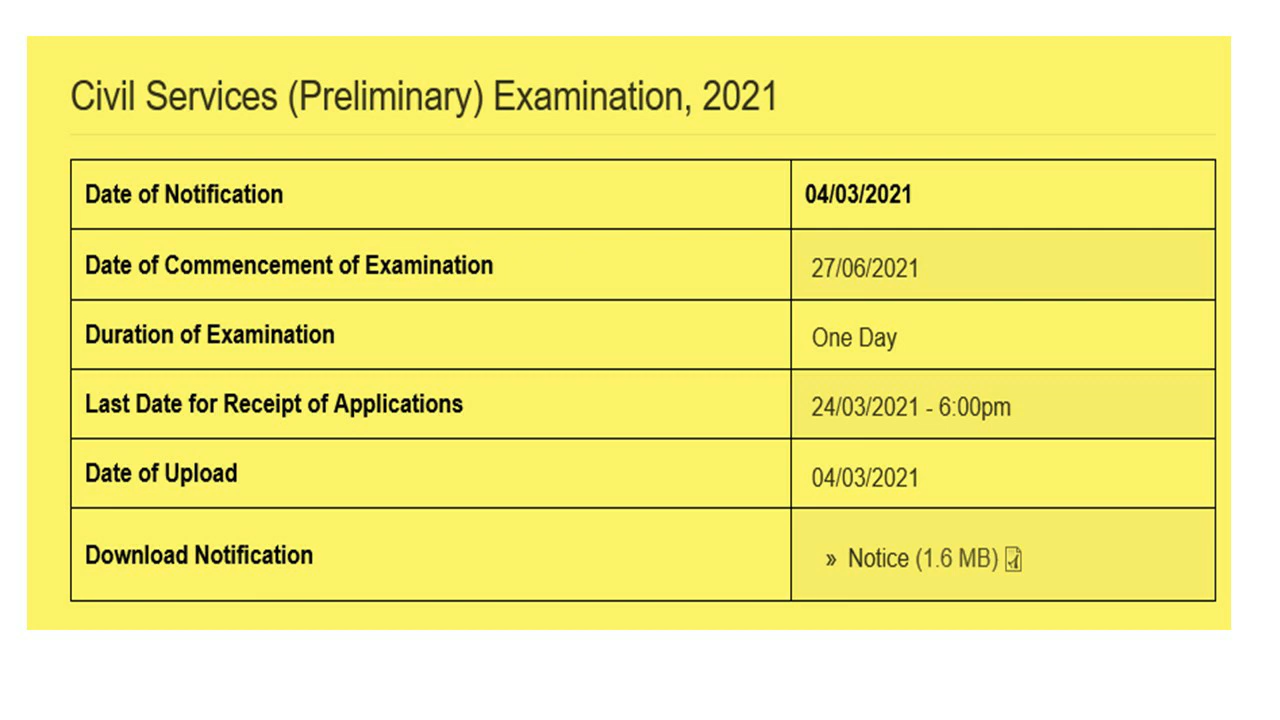 Civil Services (Preliminary) Examination, 2021
Date of Notification 04/03/2021
Date of Commencement of Examination 27/06/2021
Duration of Examination One Day
Last Date for Receipt of Applications 24/03/2021 - 6:00pm
Date of Upload 04/03/2021
Download Notification » Notice (1.6 MB)